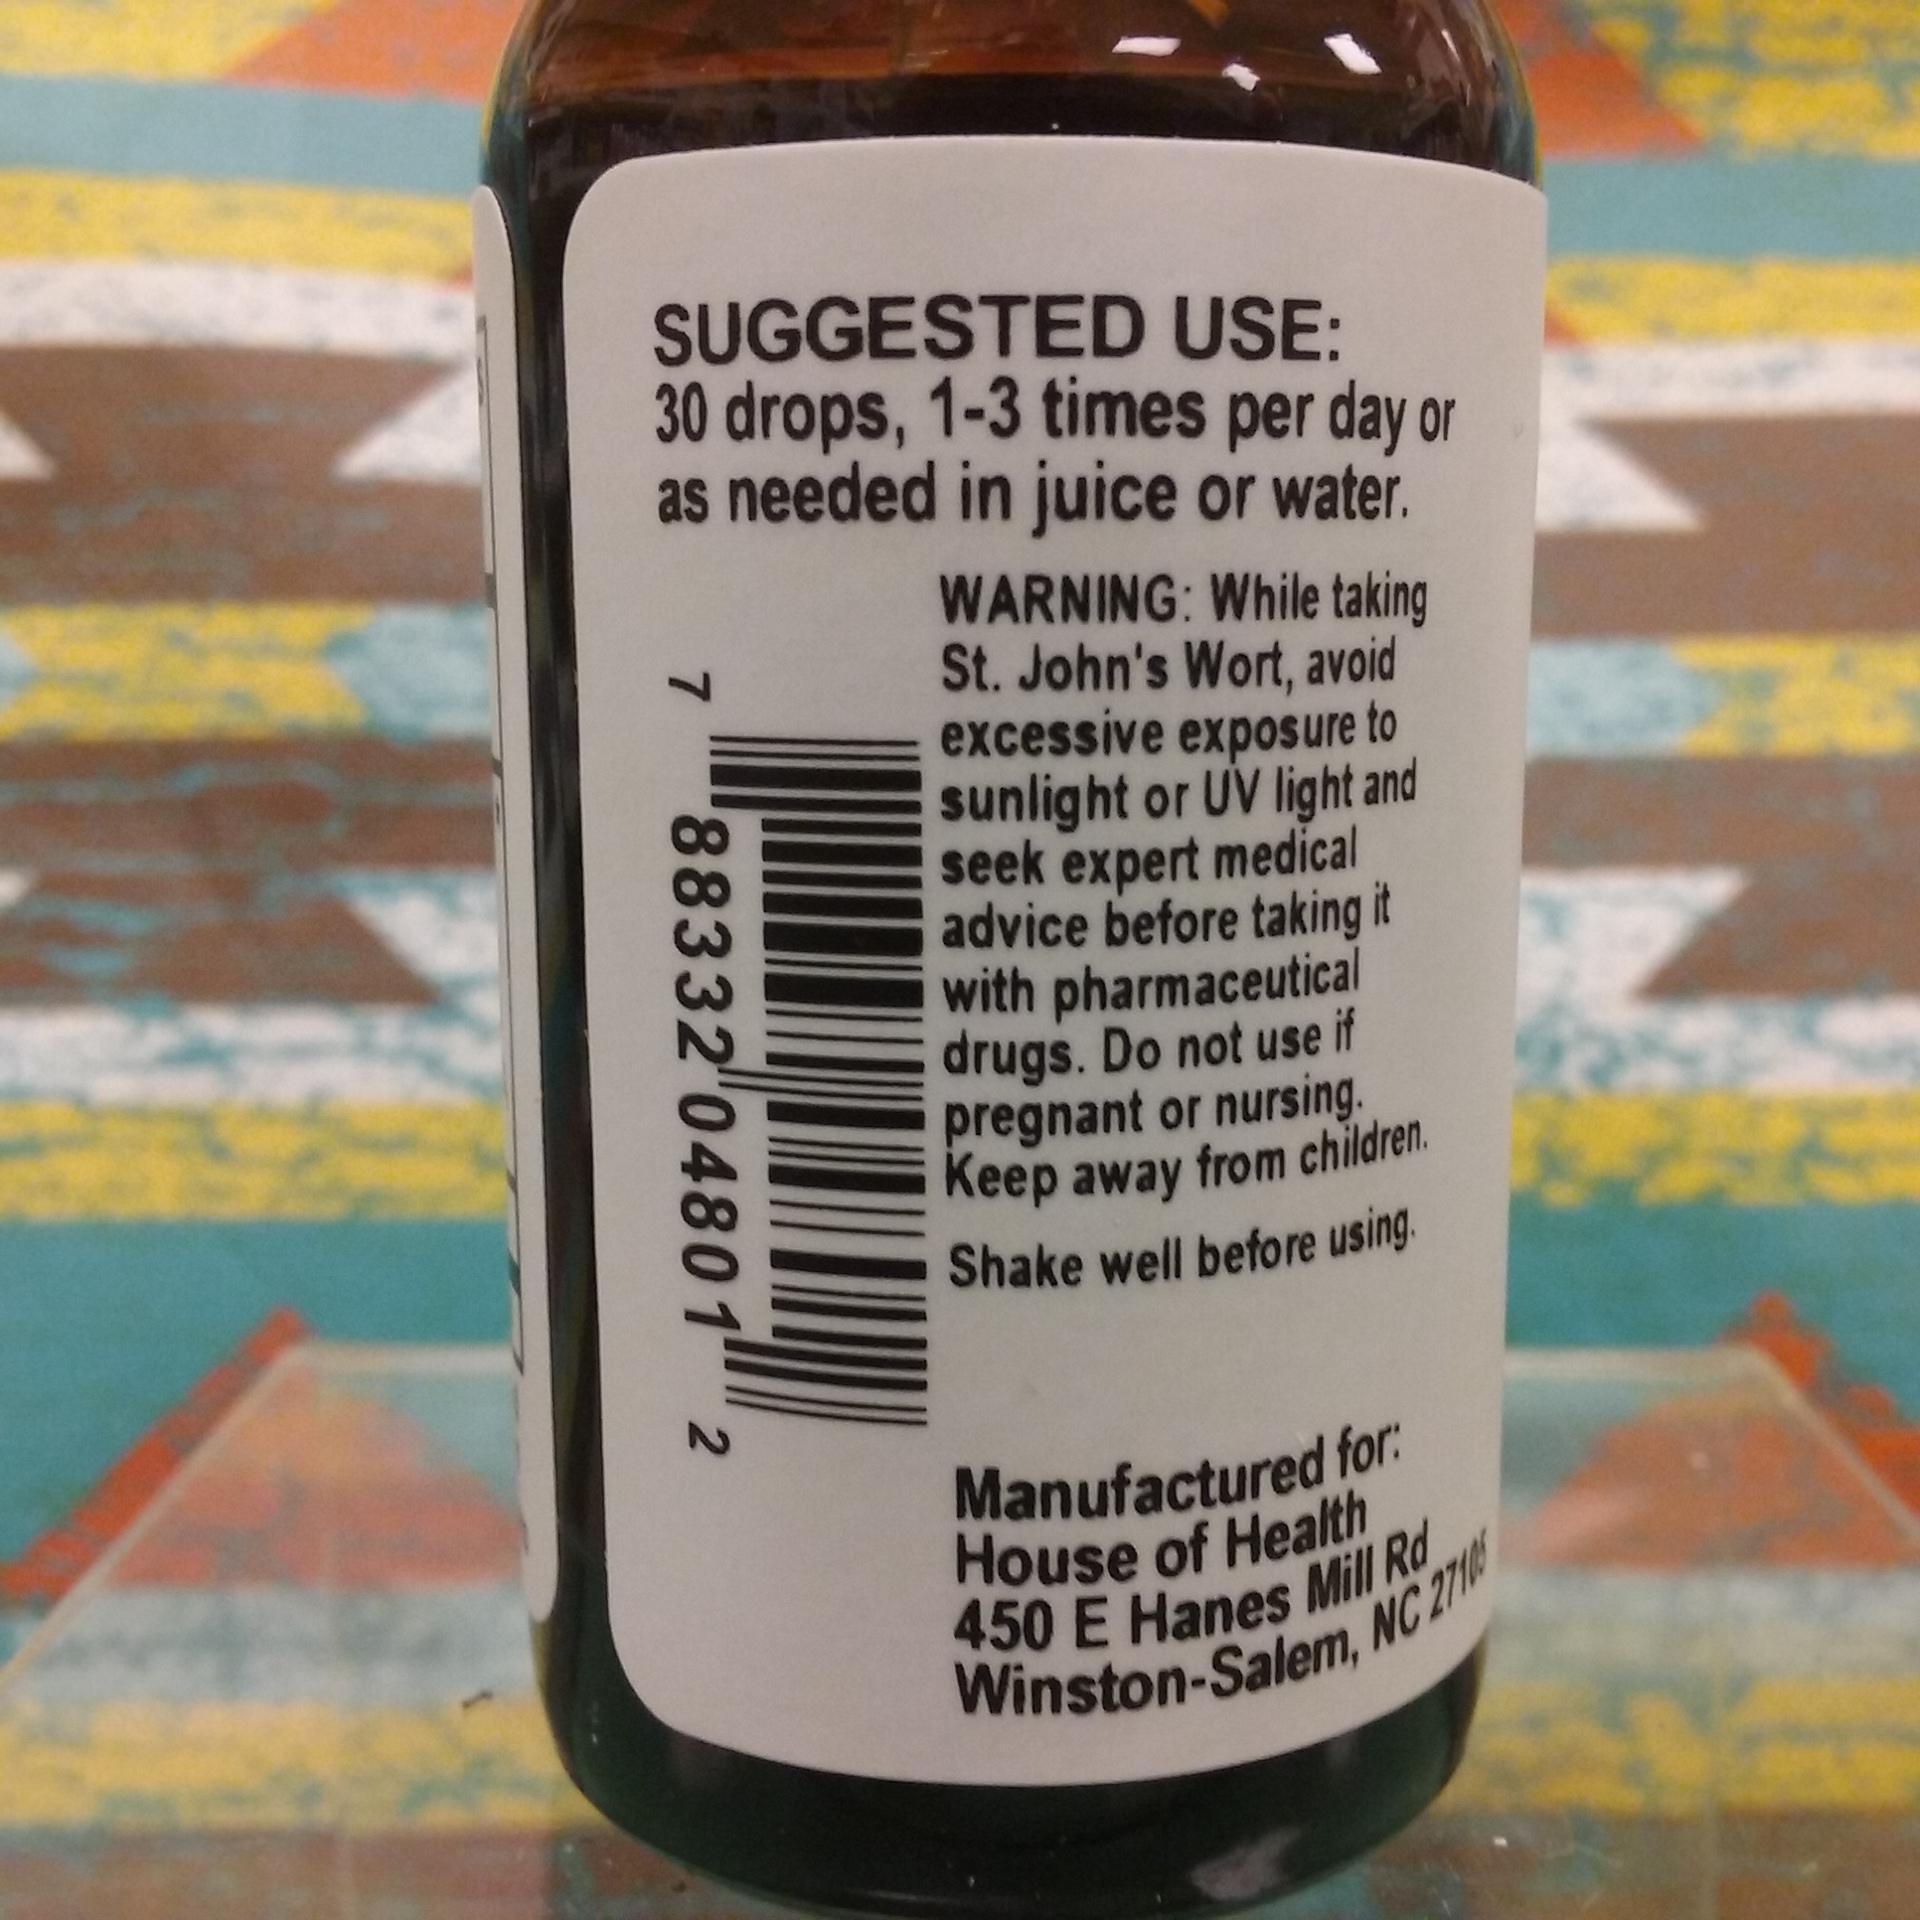 SUGGESTED USE:
30 drops, 1-3 times per day or
as needed in juice or water.
WARNING: While taking
St. John's Wort, avoid
excessive exposure to
sunlight or UV light and
seek expert medical
advice before taking it
with pharmaceutical
drugs. Do not use if
pregnant or nursing.
Keep away from children.
Shake well before using.
7 88332 04801 2
Manufactured for:
House of Health
450 E Hanes Mill Rd
Winston-Salem, NC 27105